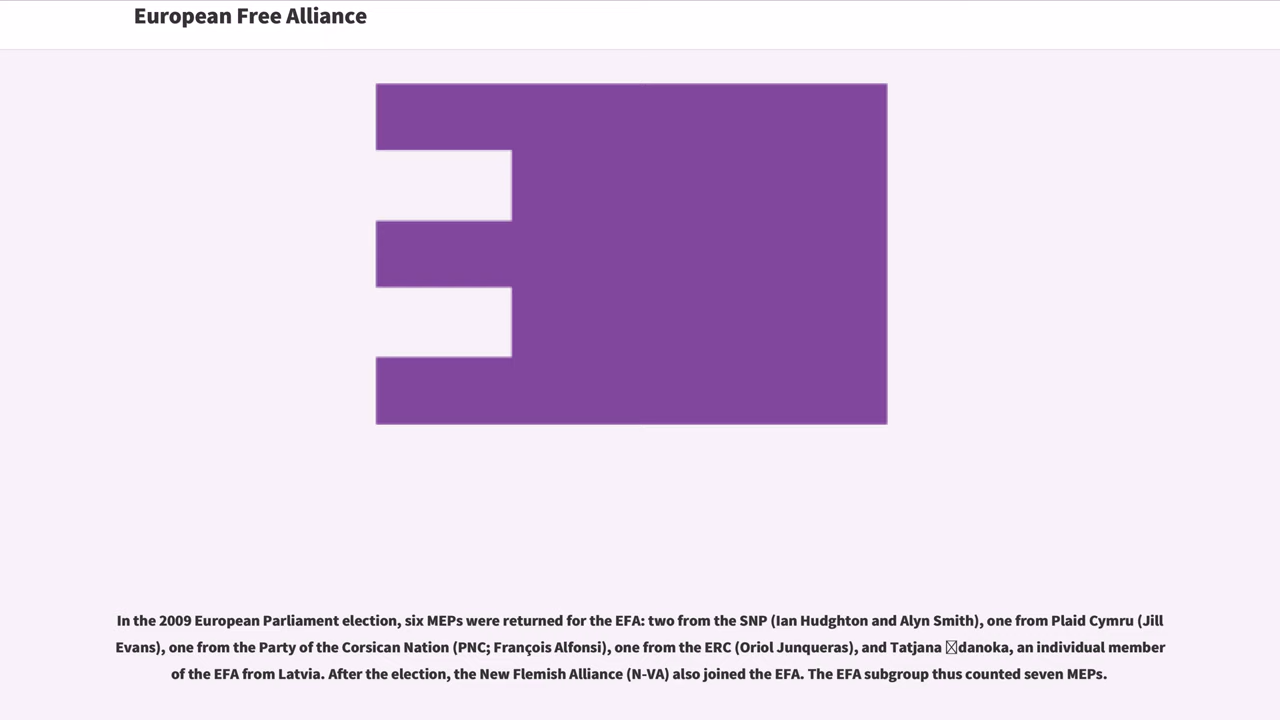 European Free Alliance
In the 2009 European Parliament election, six MEPs were returned for the EFA: two from the SNP (Ian Hudghton and Alyn Smith), one from Plaid Cymru (Jill
Evans), one from the Party of the Corsican Nation (PNC; François Alfonsi), one from the ERC (Oriol Junqueras), and Tatjana □danoka, an individual member
of the EFA from Latvia. After the election, the New Flemish Alliance (N-VA) also joined the EFA. The EFA subgroup thus counted seven MEPs.